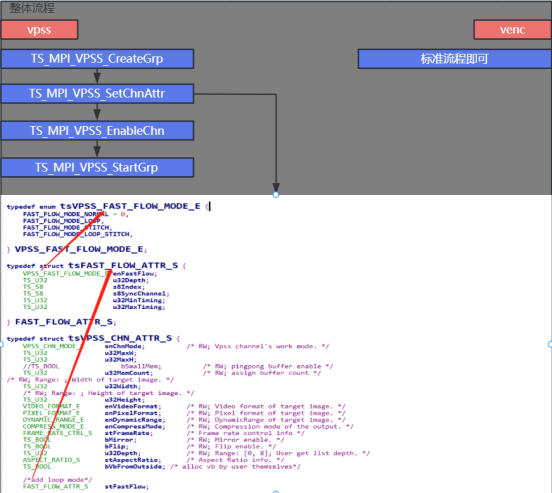 整体流程
vpss
venc
TS_MPI_VPSS_CreateGrp
标准流程即可
TS_MPI_VPSS_SetChnAttr
TS_MPI_VPSS_EnableChn
TS_MPI_VPSS_StartGrp
typedef enum tsVPSS_FAST_FLOW_MODE_E {
FAST_FLOW_MODE_NORMAL = 0,
FAST_FLOW_MODE_LOOP,
FAST_FLOW_MODE_STITCH,
FAST_FLOW_MODE_LOOP_STITCH,
} VPSS_FAST_FLOW_MODE_E;
typedef struct tsFAST_FLOW_ATTR_S {
VPSS_FAST_FLOW_MODE_E enFastFlow;
TS_U32 u32Depth;
TS_S8 s8Index;
TS_S8 s8SyncChannel;
TS_U32 u32MinTiming;
TS_U32 u32MaxTiming;
} FAST_FLOW_ATTR_S;
typedef struct tsVPSS_CHN_ATTR_S {
VPSS_CHN_MODE_E enChnMode; /* RW; Vpss channel's work mode. */
TS_U32 u32MaxW;
TS_U32 u32MaxH;
//TS_BOOL bSmallMem; /* RW; pingpong buffer enable */
TS_U32 u32MemCount; /* RW; assign buffer count */
/* RW; Range: ; Width of target image. */
TS_U32 u32Width;
/* RW; Range: ; Height of target image. */
TS_U32 u32Height;
VIDEO_FORMAT_E enVideoFormat; /* RW; Video format of target image. */
PIXEL_FORMAT_E enPixelFormat; /* RW; Pixel format of target image. */
DYNAMIC_RANGE_E enDynamicRange; /* RW; DynamicRange of target image. */
COMPRESS_MODE_E enCompressMode; /* RW; Compression mode of the output. */
FRAME_RATE_CTRL_S stFrameRate; /* Frame rate control info */
TS_BOOL bMirror; /* RW; Mirror enable. */
TS_BOOL bFlip; /* RW; Flip enable. */
TS_U32 u32Depth; /* RW; Range: [0, 8]; User get list depth. */
ASPECT_RATIO_S stAspectRatio; /* Aspect Ratio info. */
TS_BOOL bVbFromOutside; /* alloc vb by user themselves*/
/*add loop mode*/
FAST_FLOW_ATTR_S stFastFlow;